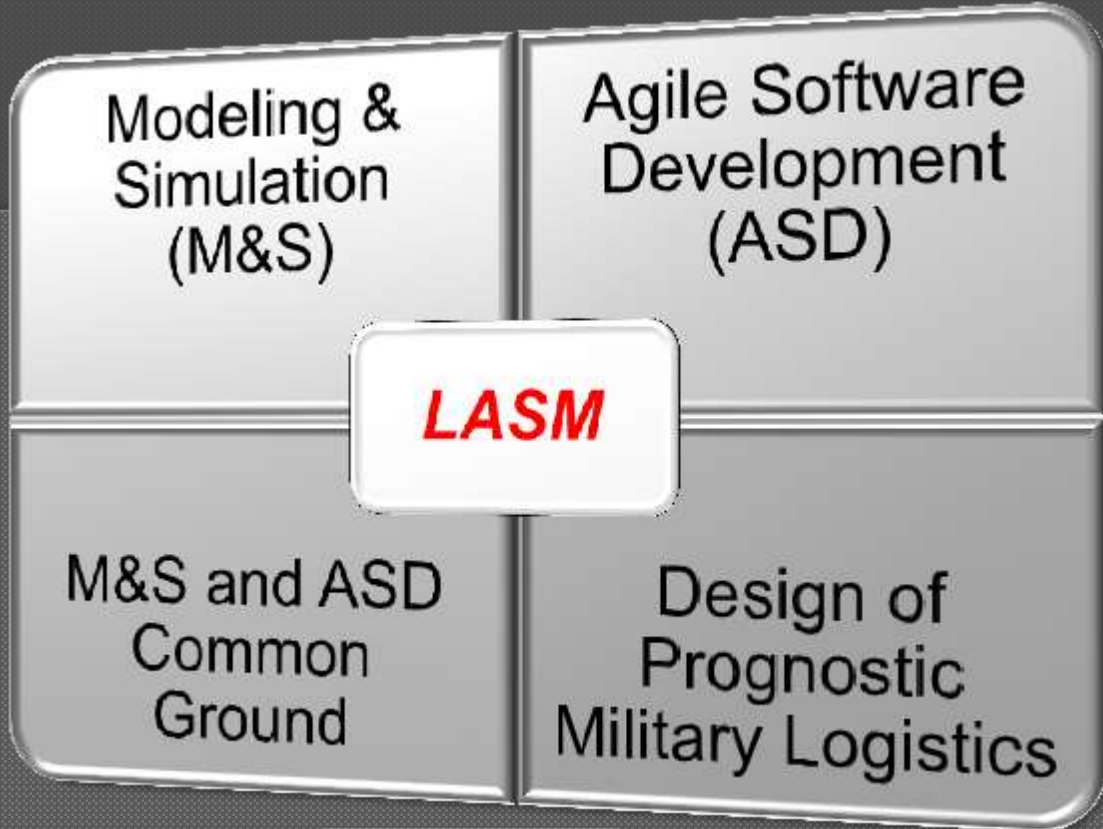 Modeling &
Simulation
(M&S)
Agile Software
Development
(ASD)
LASM
M&S and ASD
Common
Ground
Design of
Prognostic
Military Logistics